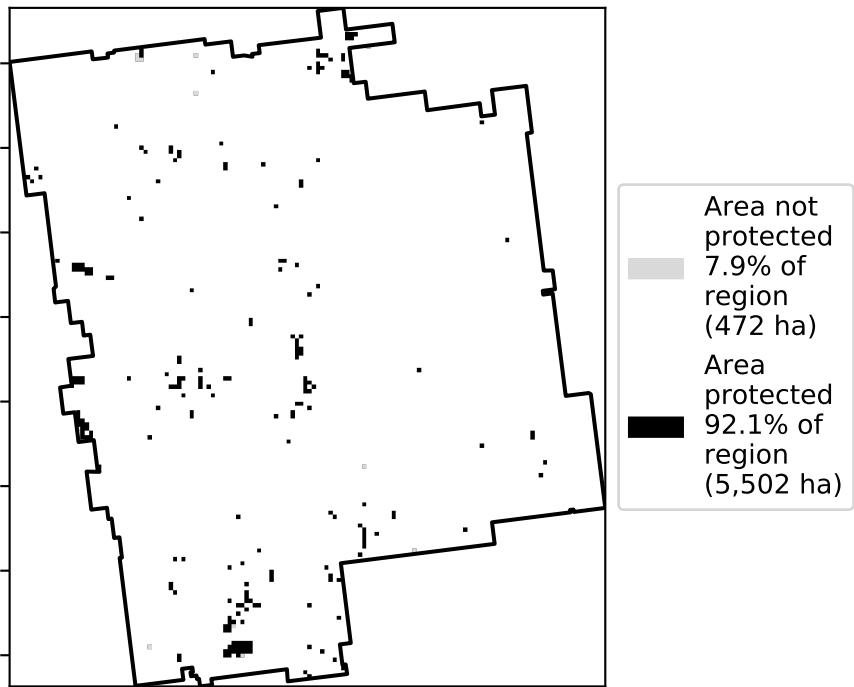 Area not
protected
7.9% of
region
(472 ha)
Area
protected
92.1% of
region
(5,502 ha)